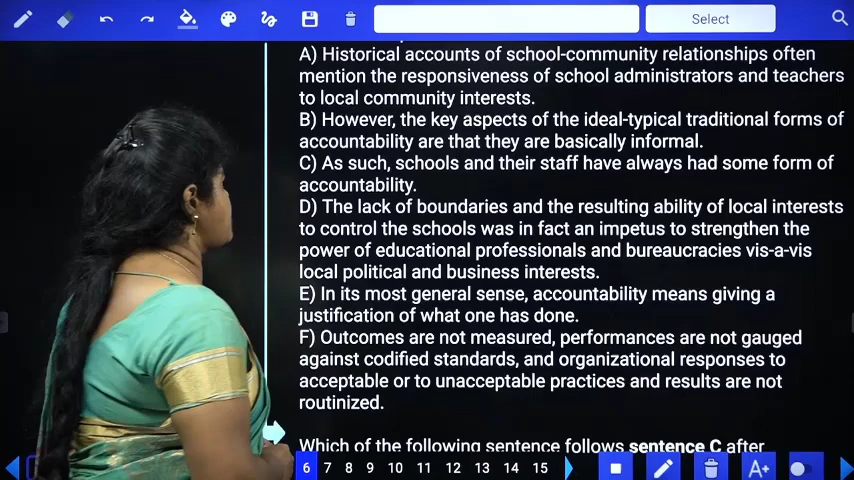 Select
A) Historical accounts of school-community relationships often
mention the responsiveness of school administrators and teachers
to local community interests.
B) However, the key aspects of the ideal-typical traditional forms of
accountability are that they are basically informal.
C) As such, schools and their staff have always had some form of
accountability.
D) The lack of boundaries and the resulting ability of local interests
to control the schools was in fact an impetus to strengthen the
power of educational professionals and bureaucracies vis-a-vis
local political and business interests.
E) In its most general sense, accountability means giving a
justification of what one has done.
F) Outcomes are not measured, performances are not gauged
against codified standards, and organizational responses to
acceptable or to unacceptable practices and results are not
routinized.
Which of the following sentence follows sentence C after
6 7 8 9 10 11 12 13 14 15
A+